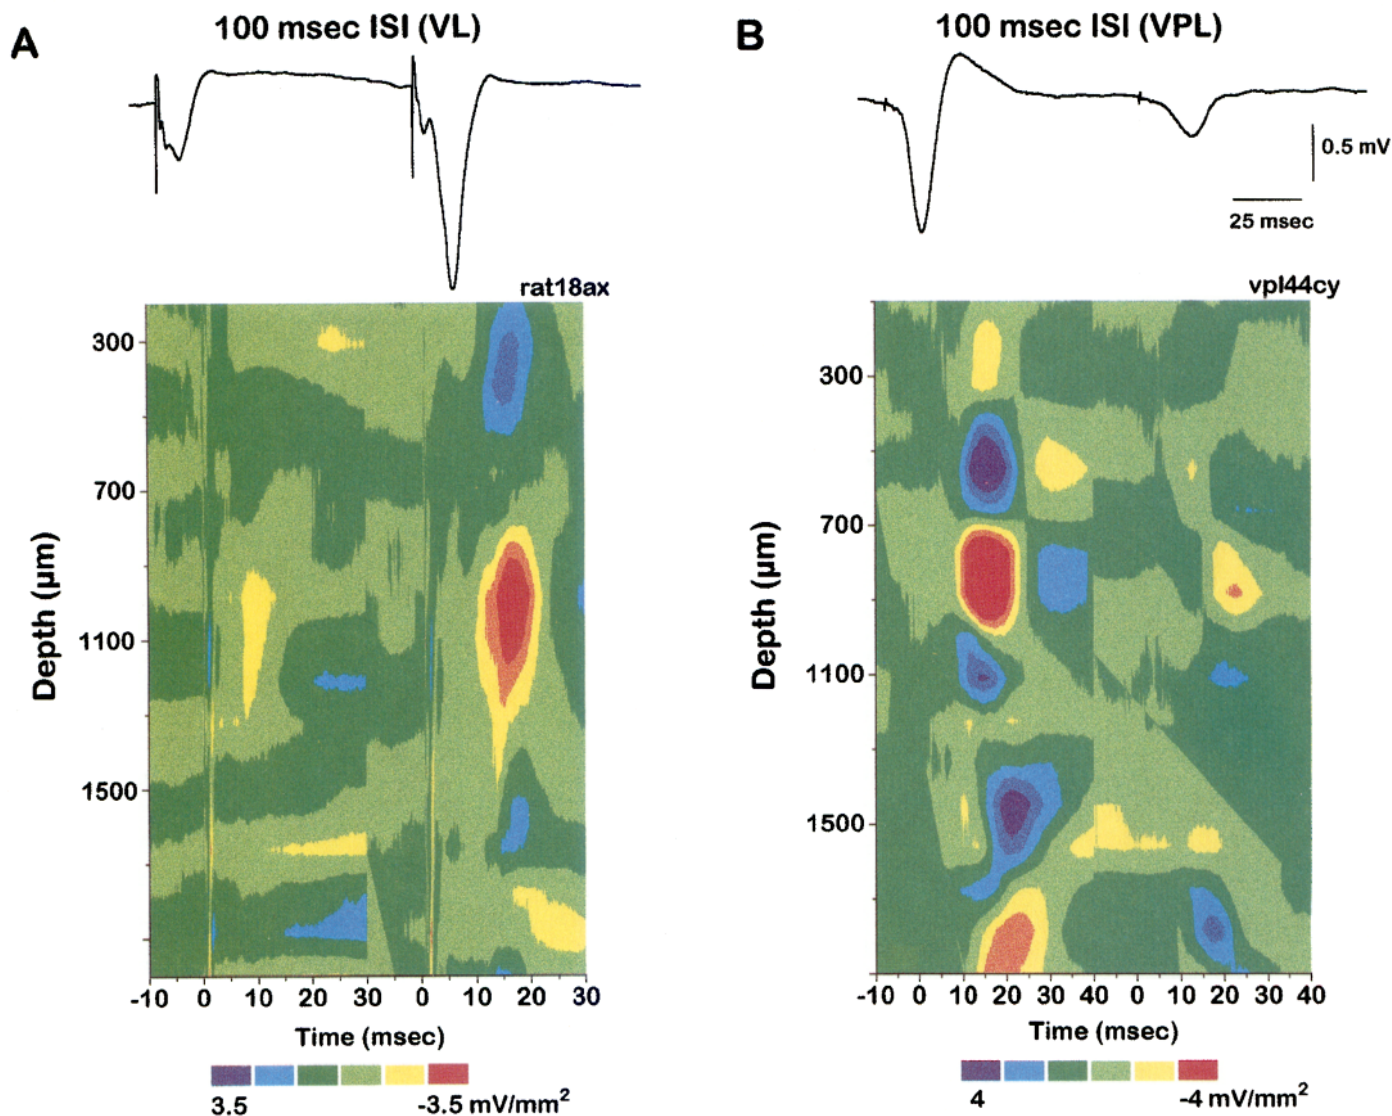 A
100 msec ISI (VL)
rat18ax
Depth (µm)
300
700
1100
1500
-10 0 10 20 30 0 10 20 30
Time (msec)
3.5 -3.5 mV/mm²
B
100 msec ISI (VPL)
0.5 mV
25 msec
vpl44cy
Depth (µm)
300
700
1100
1500
-10 0 10 20 30 0 10 20 30 40
Time (msec)
4 -4 mV/mm²